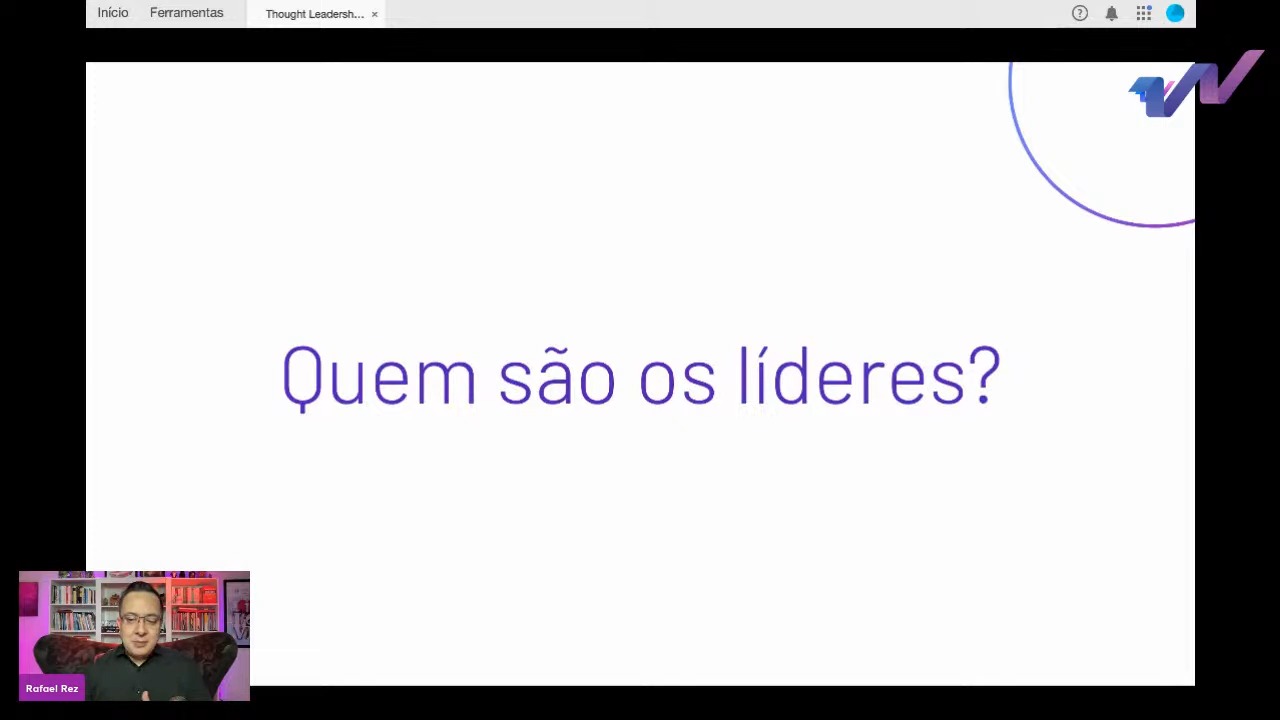 Início Ferramentas Thought Leadersh... ×
Quem são os líderes?
Rafael Rez